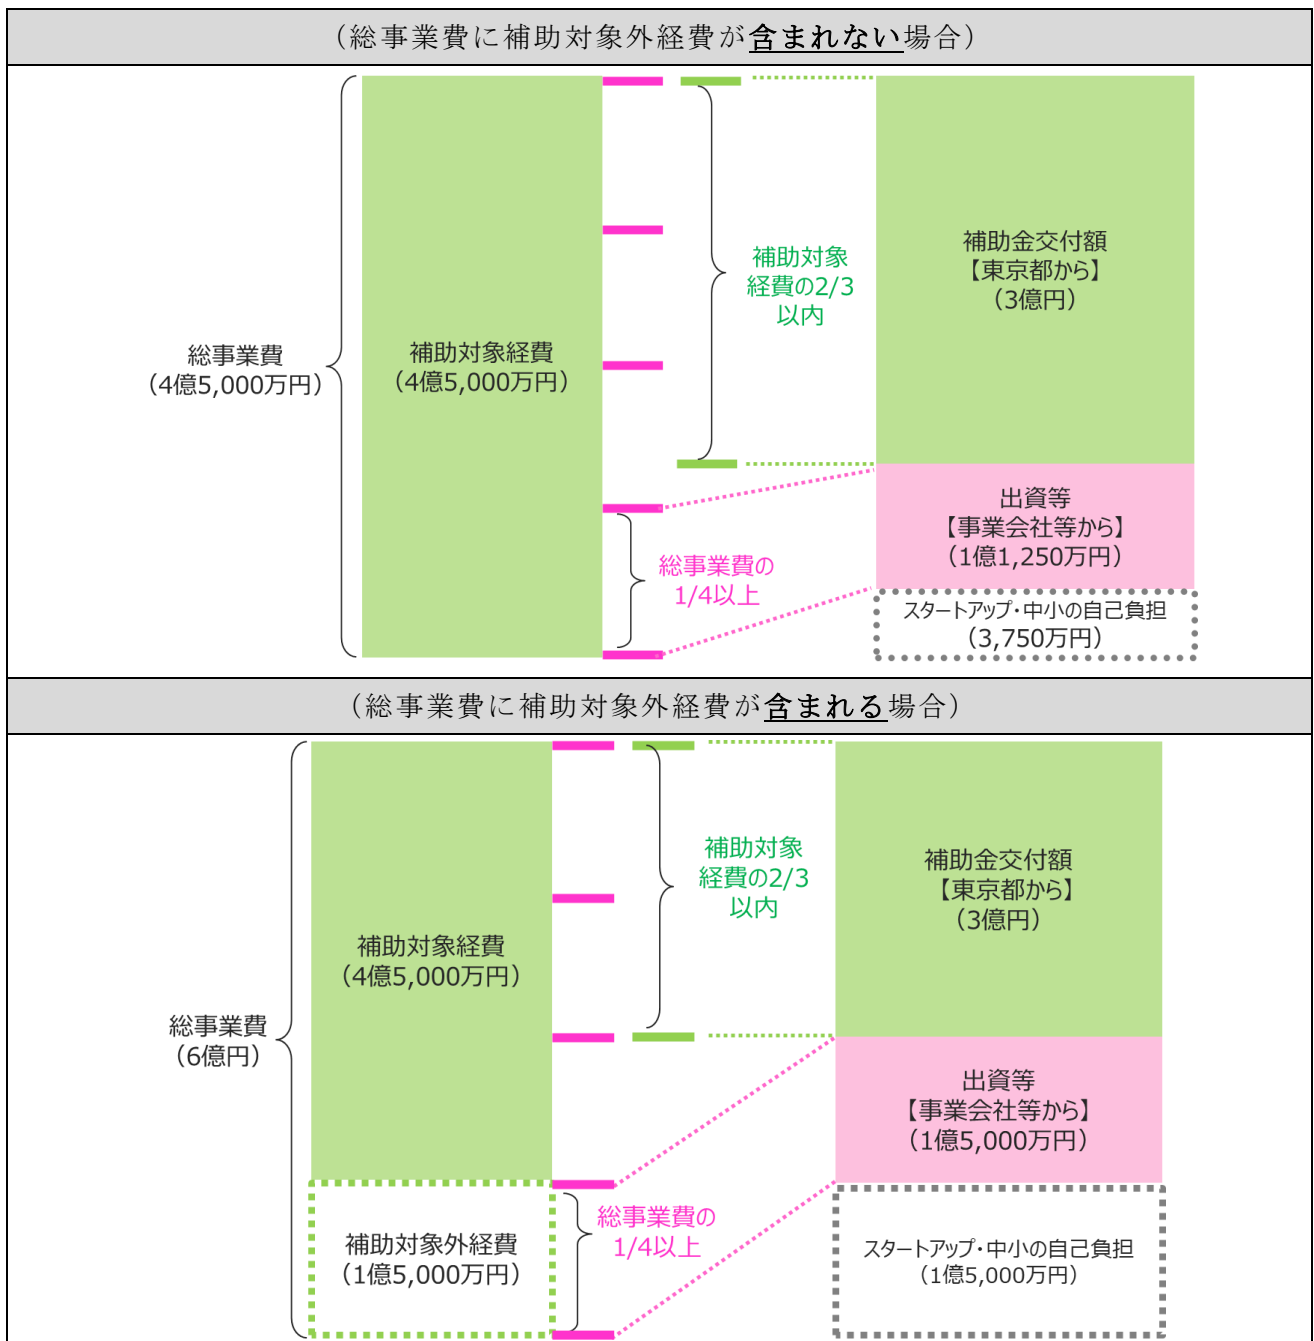 （総事業費に補助対象外経費が含まれない場合）
総事業費
（4億5,000万円）
補助対象経費
（4億5,000万円）
補助対象
経費の2/3
以内
総事業費の
1/4以上
補助金交付額
【東京都から】
（3億円）
出資等
【事業会社等から】
（1億1,250万円）
スタートアップ・中小の自己負担
（3,750万円）
（総事業費に補助対象外経費が含まれる場合）
総事業費
（6億円）
補助対象経費
（4億5,000万円）
補助対象外経費
（1億5,000万円）
補助対象
経費の2/3
以内
総事業費の
1/4以上
補助金交付額
【東京都から】
（3億円）
出資等
【事業会社等から】
（1億5,000万円）
スタートアップ・中小の自己負担
（1億5,000万円）